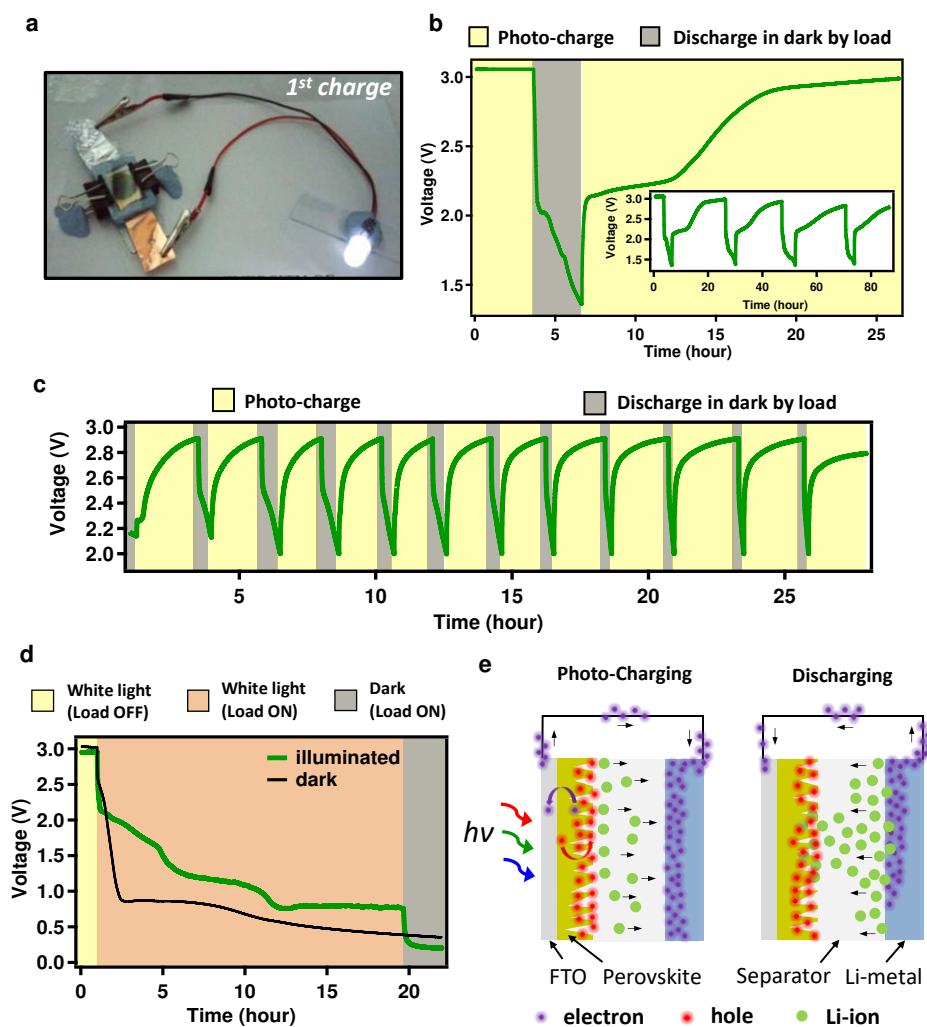 a
1st charge
b
Photo-charge
Discharge in dark by load
Voltage (V)
3.0
2.5
2.0
1.5
0
5
10
15
20
25
Time (hour)
Voltage (V)
3.0
2.5
2.0
1.5
0
20
40
60
80
Time (hour)
c
Photo-charge
Discharge in dark by load
Voltage (V)
3.0
2.8
2.6
2.4
2.2
2.0
5
10
15
20
25
Time (hour)
d
White light
(Load OFF)
White light
(Load ON)
Dark
(Load ON)
illuminated
dark
Voltage (V)
3.0
2.5
2.0
1.5
1.0
0.5
0.0
0
5
10
15
20
Time (hour)
e
Photo-Charging
Discharging
hν
FTO
Perovskite
Separator
Li-metal
electron
hole
Li-ion